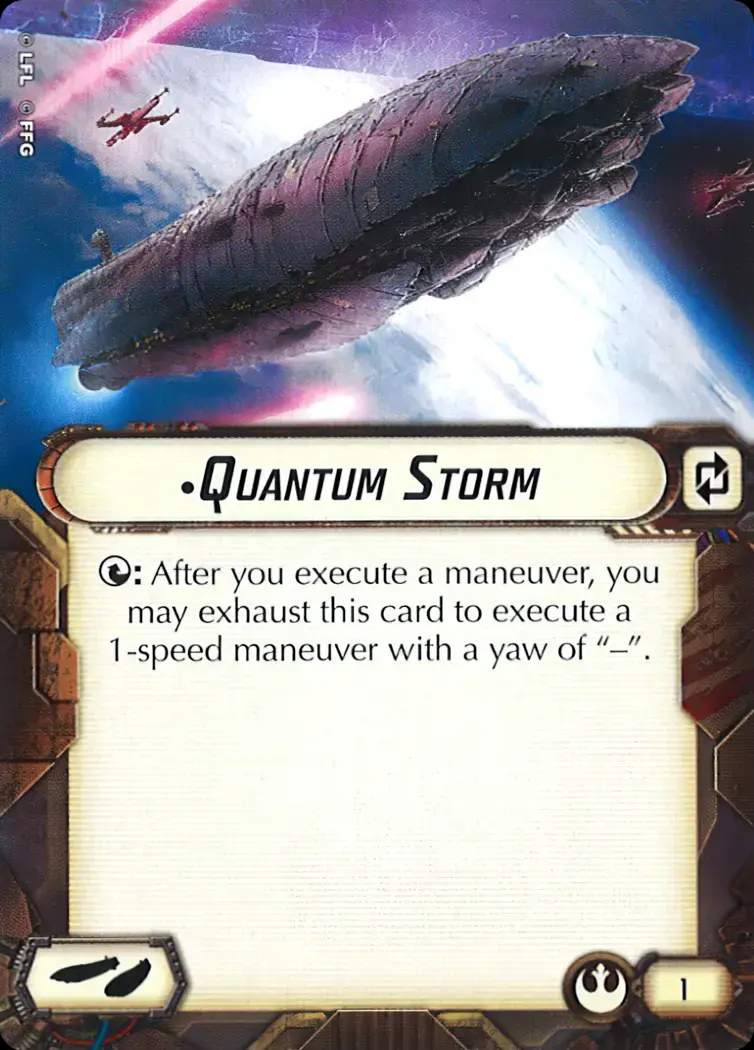 © LFL © FFG
•Quantum Storm
: After you execute a maneuver, you
may exhaust this card to execute a
1-speed maneuver with a yaw of “–”.
1